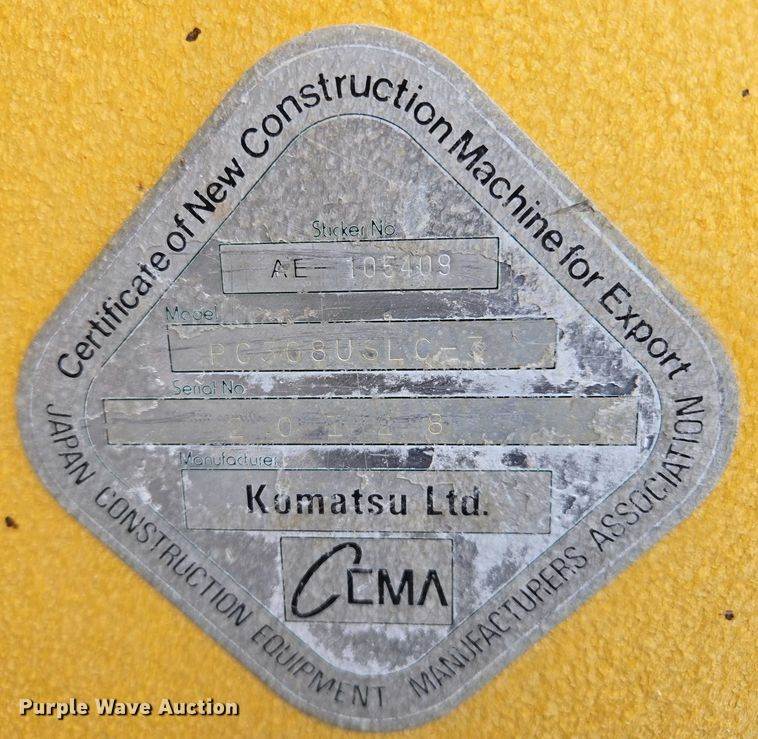 Certificate of New Construction Machine for Export
Sticker No
AE- 105409
Model
Serial No
Manufacturer
Komatsu Ltd.
CEMA
JAPAN CONSTRUCTION EQUIPMENT MANUFACTURERS ASSOCIATION
Purple Wave Auction